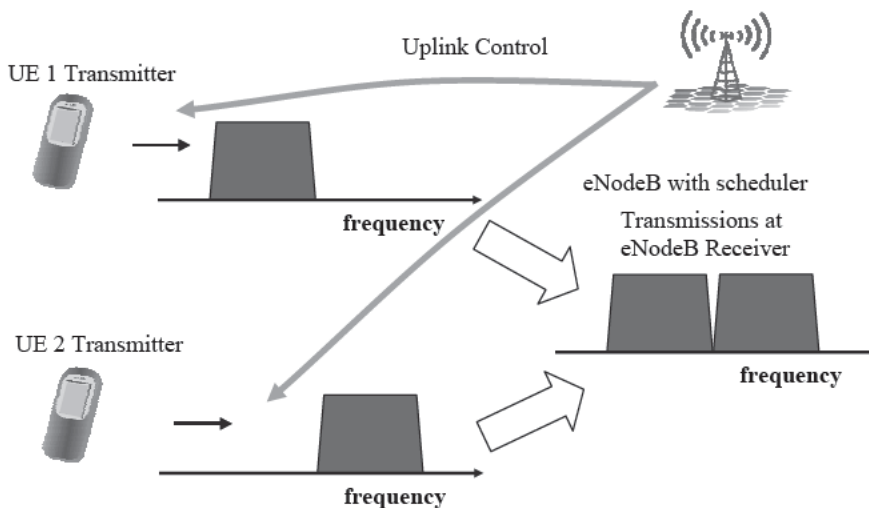 Uplink Control
UE 1 Transmitter
eNodeB with scheduler
frequency
Transmissions at
eNodeB Receiver
UE 2 Transmitter
frequency
frequency